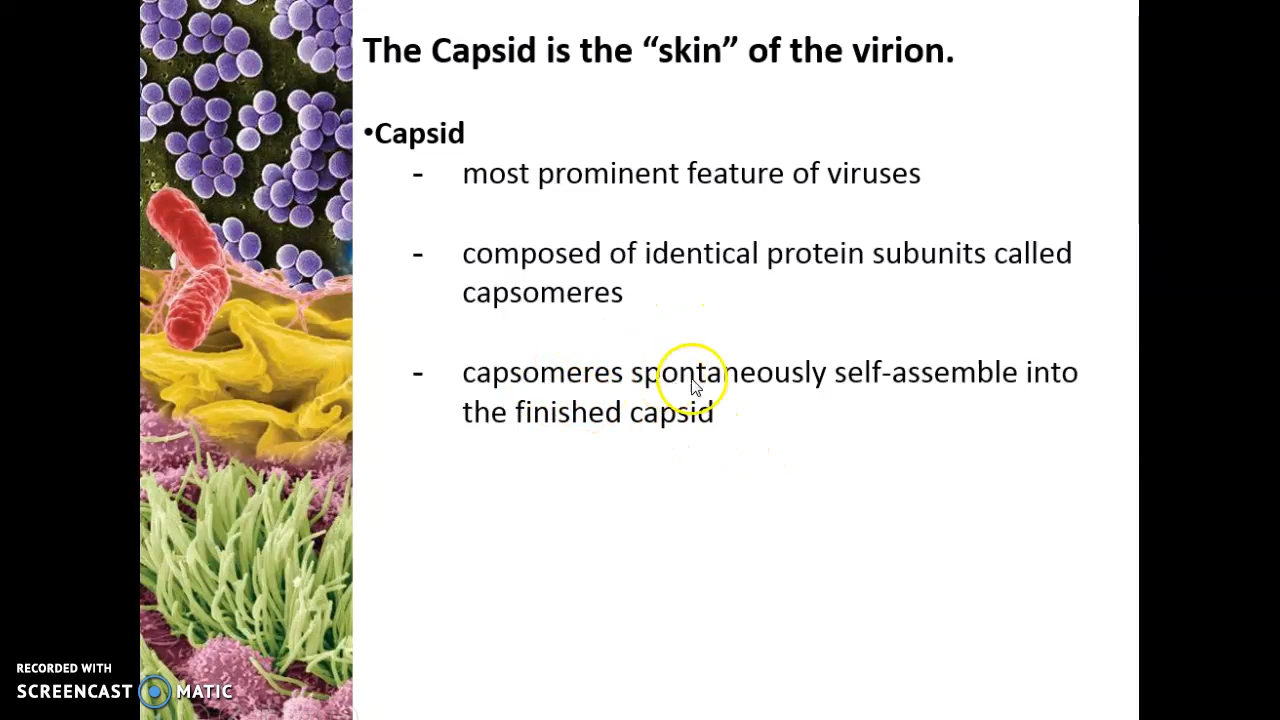 The Capsid is the “skin” of the virion.
•Capsid
- most prominent feature of viruses
- composed of identical protein subunits called
capsomeres
- capsomeres spontaneously self-assemble into
the finished capsid
RECORDED WITH
SCREENCAST MATIC